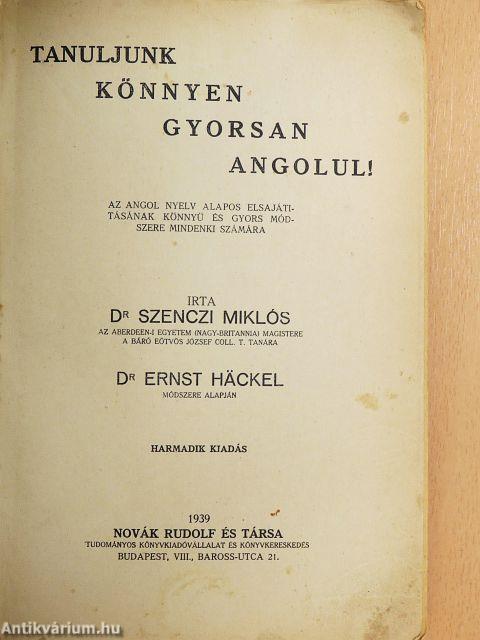 TANULJUNK
KÖNNYEN
GYORSAN
ANGOLUL!
AZ ANGOL NYELV ALAPOS ELSAJÁTI-
TÁSÁNAK KÖNNYŰ ÉS GYORS MÓD-
SZERE MINDENKI SZÁMÁRA
IRTA
DR SZENCZI MIKLÓS
AZ ABERDEEN-I EGYETEM (NAGY-BRITANNIA) MAGISTERE
A BÁRÓ EÖTVÖS JÓZSEF COLL. T. TANÁRA
DR ERNST HÄCKEL
MÓDSZERE ALAPJÁN
HARMADIK KIADÁS
1939
NOVÁK RUDOLF ÉS TÁRSA
TUDOMÁNYOS KÖNYVKIADÓVÁLLALAT ÉS KÖNYVKERESKEDÉS
BUDAPEST, VIII., BAROSS-UTCA 21.
Antikvárium.hu